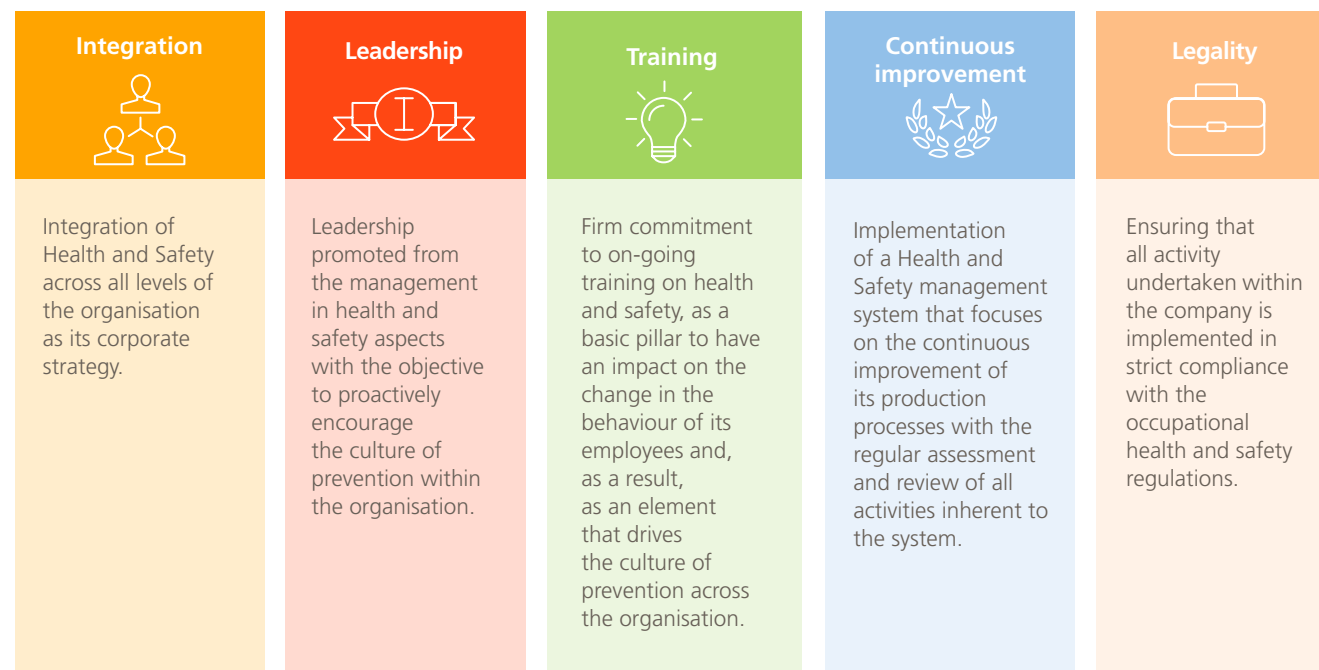 Integration
Integration of
Health and Safety
across all levels of
the organisation
as its corporate
strategy.
Leadership
I
Leadership
promoted from
the management
in health and
safety aspects
with the objective
to proactively
encourage
the culture of
prevention within
the organisation.
Training
Firm commitment
to on-going
training on health
and safety, as a
basic pillar to have
an impact on the
change in the
behaviour of its
employees and,
as a result,
as an element
that drives
the culture of
prevention across
the organisation.
Continuous
improvement
Implementation
of a Health and
Safety management
system that focuses
on the continuous
improvement of
its production
processes with the
regular assessment
and review of all
activities inherent to
the system.
Legality
Ensuring that
all activity
undertaken within
the company is
implemented in
strict compliance
with the
occupational
health and safety
regulations.